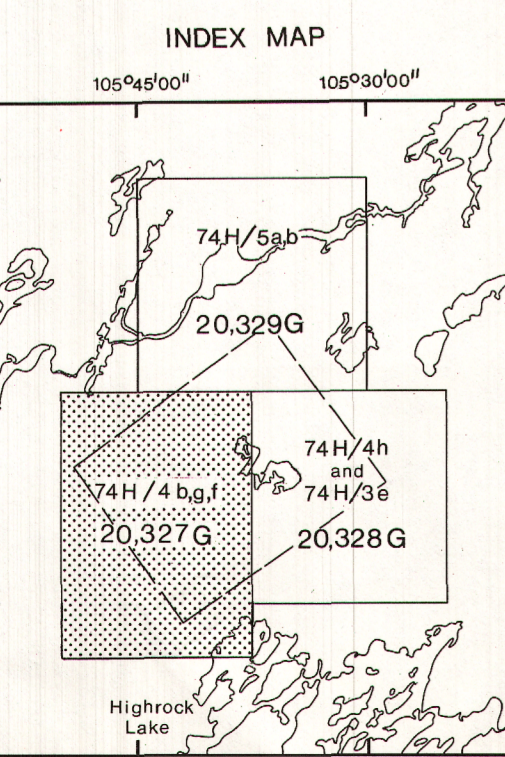 INDEX MAP
105°45'00" 105°30'00"
74H/5a,b
20,329G
74H/4h
and
74H/3e
74H/4 b,g,f
20,327G
20,328G
Highrock
Lake